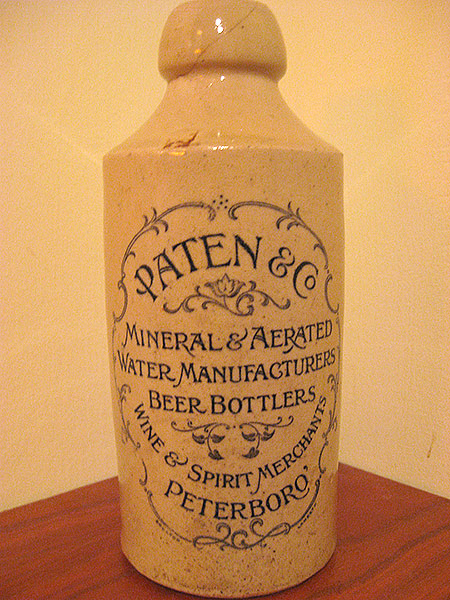 PATEN & Co
MINERAL & AERATED
WATER MANUFACTURERS
BEER BOTTLERS
WINE & SPIRIT MERCHANTS
PETERBORO'